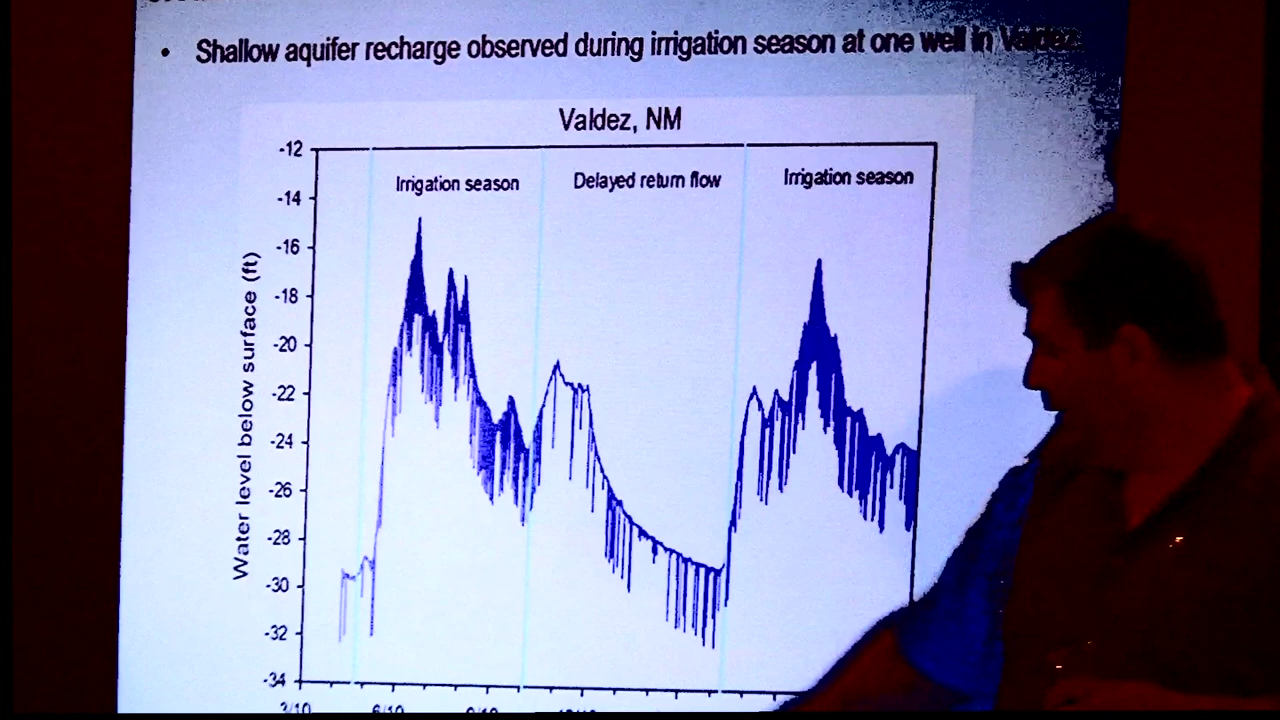 • Shallow aquifer recharge observed during irrigation season at one well in Valdez
Valdez, NM
Irrigation season
Delayed return flow
Irrigation season
Water level below surface (ft)
-12
-14
-16
-18
-20
-22
-24
-26
-28
-30
-32
-34
3/10 6/10 9/10 12/10